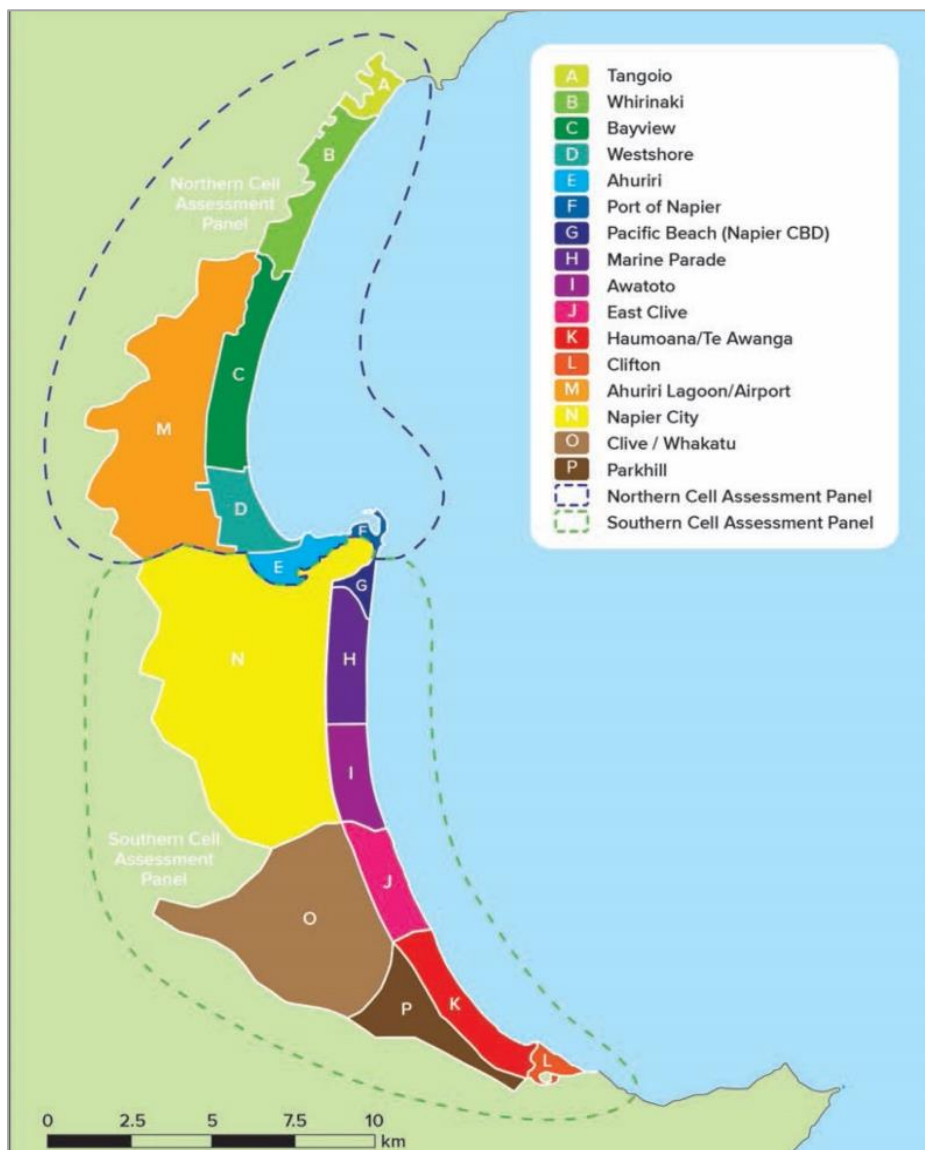 A Tangoio
B Whirinaki
C Bayview
D Westshore
E Ahuriri
F Port of Napier
G Pacific Beach (Napier CBD)
H Marine Parade
I Awatoto
J East Clive
K Haumoana/Te Awanga
L Clifton
M Ahuriri Lagoon/Airport
N Napier City
O Clive / Whakatu
P Parkhill
Northern Cell Assessment Panel
Southern Cell Assessment Panel
A
B
Northern Cell
Assessment
Panel
C
M
D
F
E
G
N
H
I
Southern Cell
Assessment
Panel
J
O
K
P
L
0 2.5 5 7.5 10
km